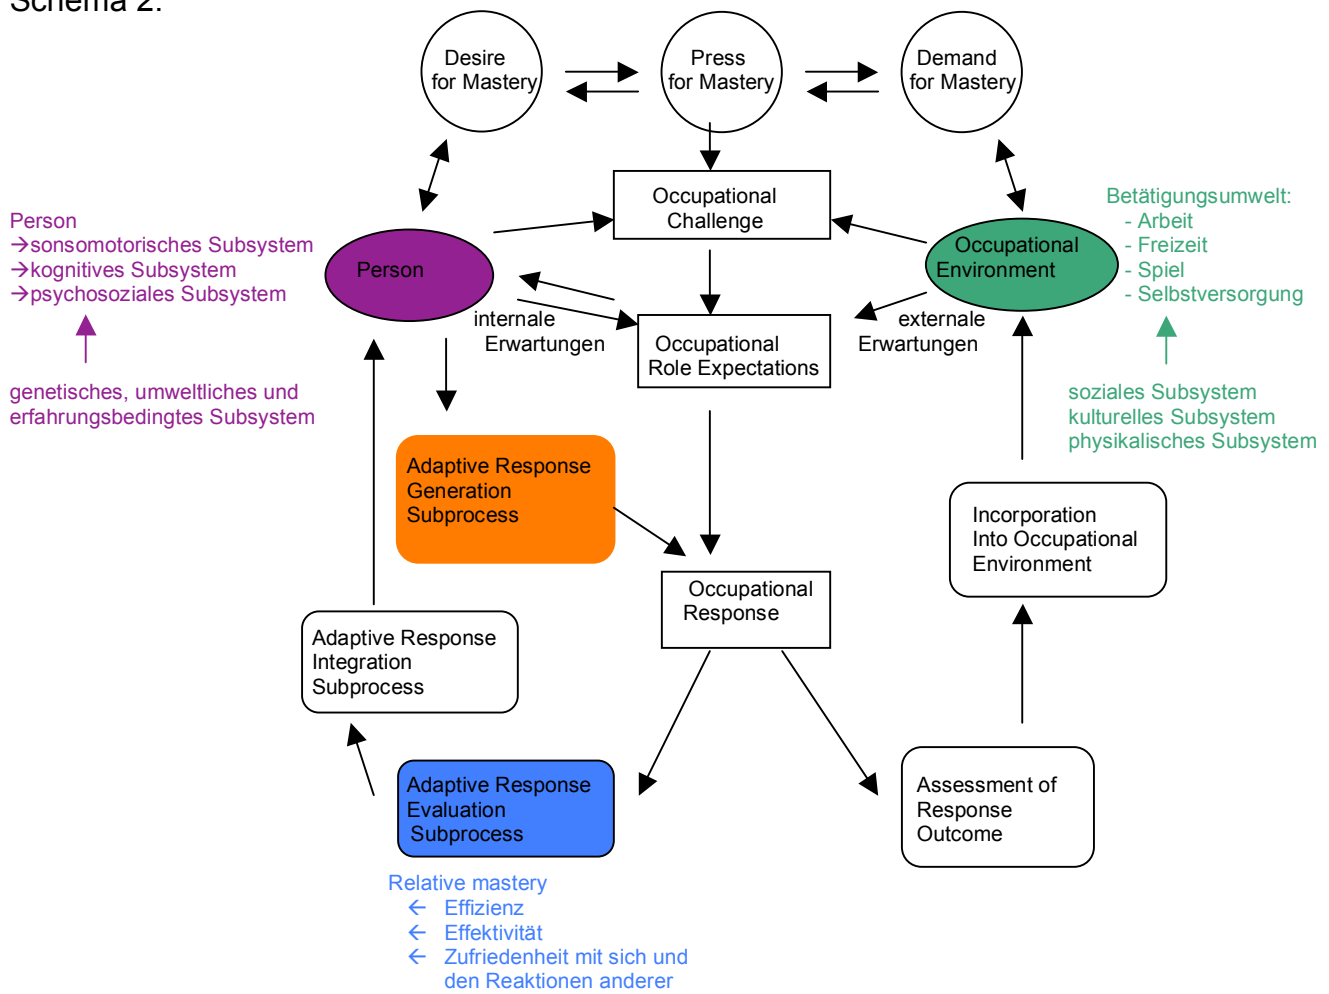 Schema 2:
Desire
for Mastery
Press
for Mastery
Demand
for Mastery
Occupational
Challenge
Person
→sonsomotorisches Subsystem
→kognitives Subsystem
→psychosoziales Subsystem
genetisches, umweltliches und
erfahrungsbedingtes Subsystem
Person
Occupational
Environment
Betätigungsumwelt:
- Arbeit
- Freizeit
- Spiel
- Selbstversorgung
soziales Subsystem
kulturelles Subsystem
physikalisches Subsystem
internale
Erwartungen
Occupational
Role Expectations
externale
Erwartungen
Adaptive Response
Generation
Subprocess
Incorporation
Into Occupational
Environment
Occupational
Response
Adaptive Response
Integration
Subprocess
Adaptive Response
Evaluation
Subprocess
Assessment of
Response
Outcome
Relative mastery
← Effizienz
← Effektivität
← Zufriedenheit mit sich und
den Reaktionen anderer